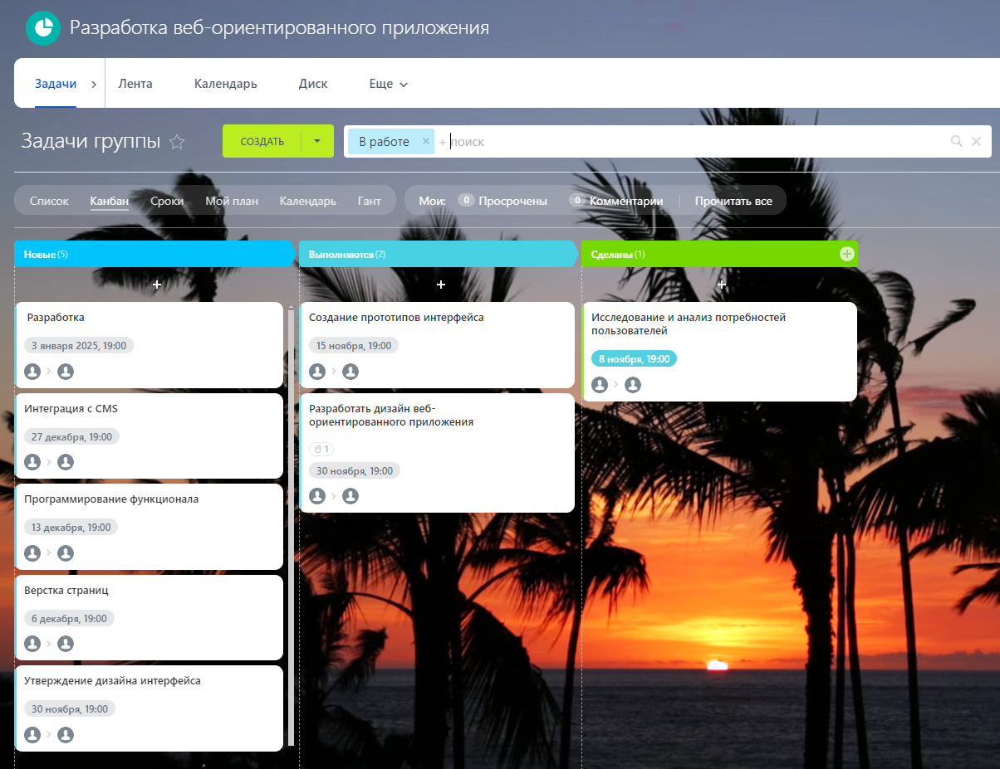 Разработка веб-ориентированного приложения
Задачи
Лента
Календарь
Диск
Еще
Задачи группы
СОЗДАТЬ
В работе
+ поиск
Список
Канбан
Сроки
Мой план
Календарь
Гант
Мои:
0 Просрочены
0 Комментарии
Прочитать все
Новые (5)
Разработка
3 января 2025, 19:00
Интеграция с CMS
27 декабря, 19:00
Программирование функционала
13 декабря, 19:00
Верстка страниц
6 декабря, 19:00
Утверждение дизайна интерфейса
30 ноября, 19:00
Выполняются (2)
Создание прототипов интерфейса
15 ноября, 19:00
Разработать дизайн веб-
ориентированного приложения
1
30 ноября, 19:00
Сделаны (1)
Исследование и анализ потребностей
пользователей
8 ноября, 19:00